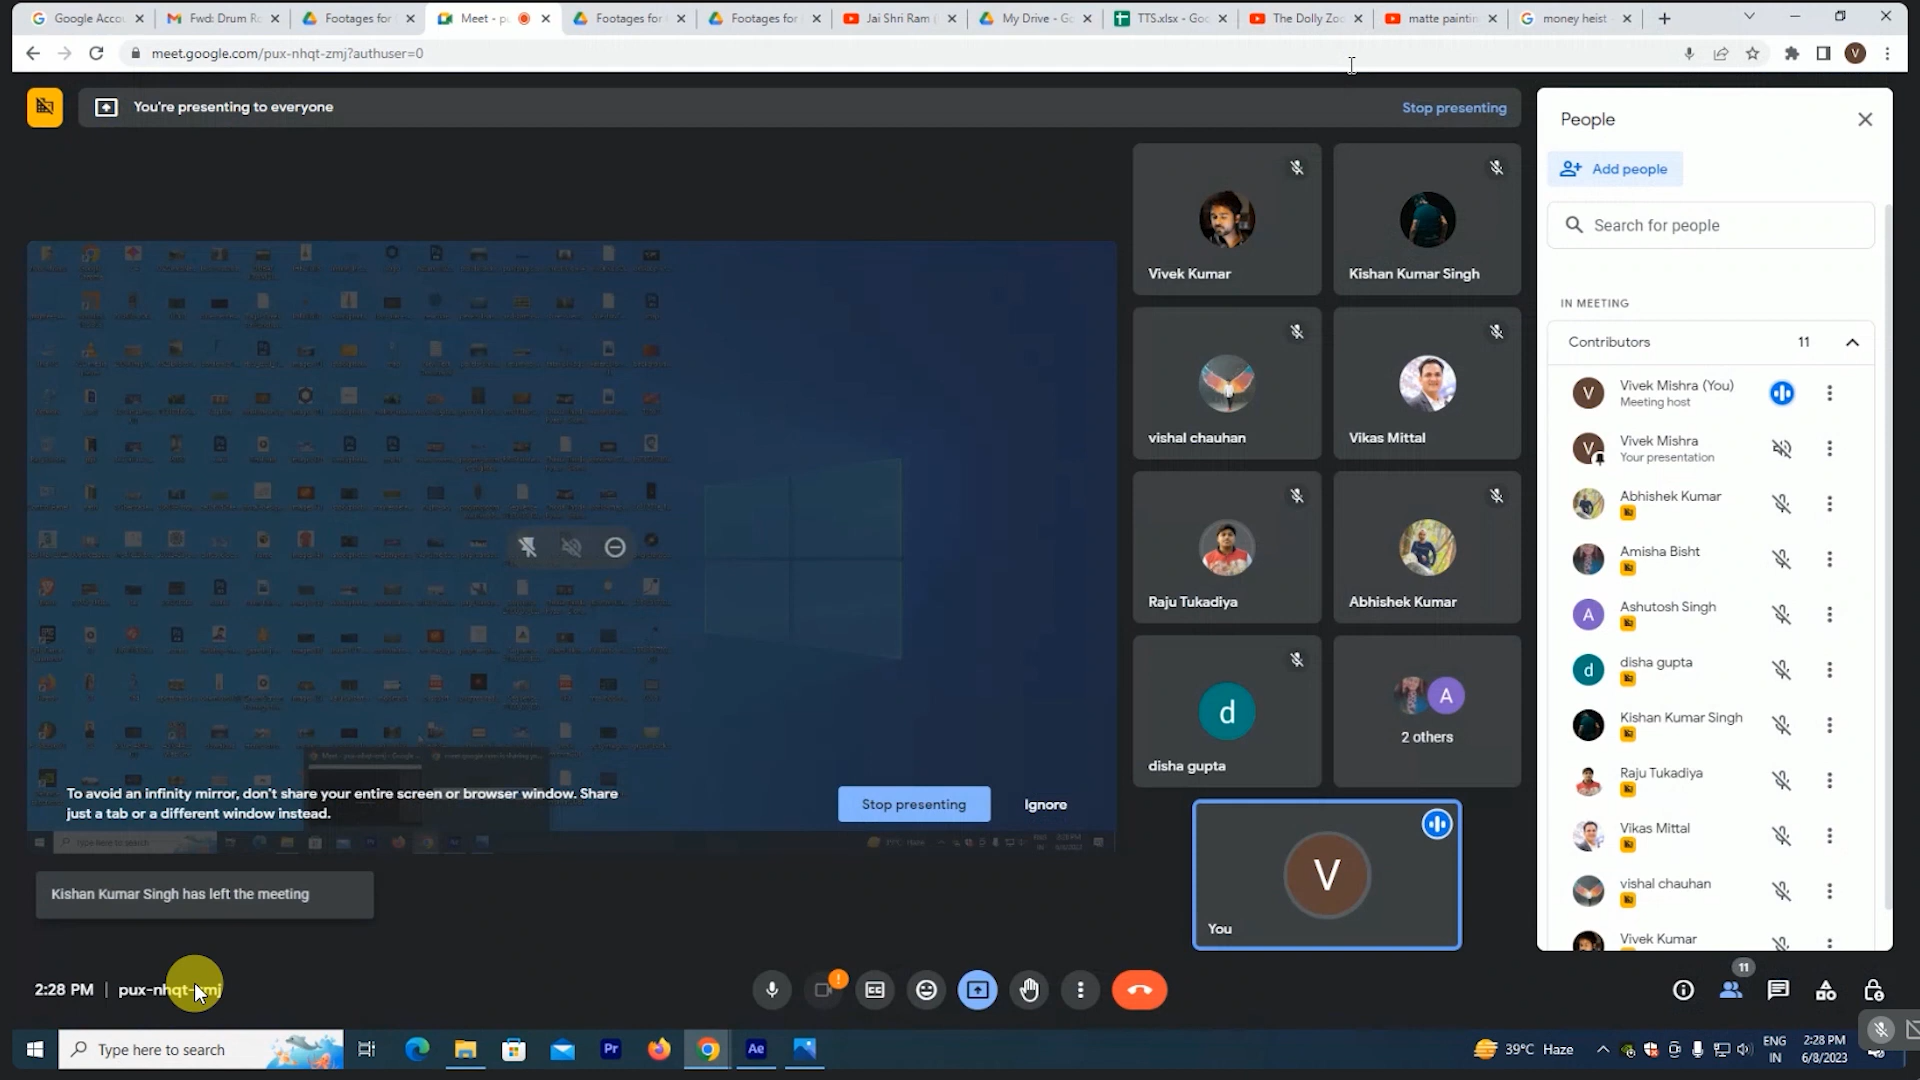 Google Accou
Fwd: Drum Ro
Footages for
Meet - pu
Footages for
Footages for
Jai Shri Ram (
My Drive - Go
TTS.xlsx - Goo
The Dolly Zoo
matte paintin
money heist
meet.google.com/pux-nhqt-zmj?authuser=0
V
You're presenting to everyone
Stop presenting
Vivek Kumar
Kishan Kumar Singh
vishal chauhan
Vikas Mittal
Raju Tukadiya
Abhishek Kumar
d
disha gupta
A
2 others
V
You
To avoid an infinity mirror, don't share your entire screen or browser window. Share
just a tab or a different window instead.
Stop presenting
Ignore
Kishan Kumar Singh has left the meeting
People
Add people
Search for people
IN MEETING
Contributors 11
V
Vivek Mishra (You)
Meeting host
V
Vivek Mishra
Your presentation
Abhishek Kumar
Amisha Bisht
A
Ashutosh Singh
d
disha gupta
Kishan Kumar Singh
Raju Tukadiya
Vikas Mittal
vishal chauhan
Vivek Kumar
2:28 PM | pux-nhqt-zmj
11
Type here to search
Pr
Ae
39°C Haze
ENG
IN
2:28 PM
6/8/2023